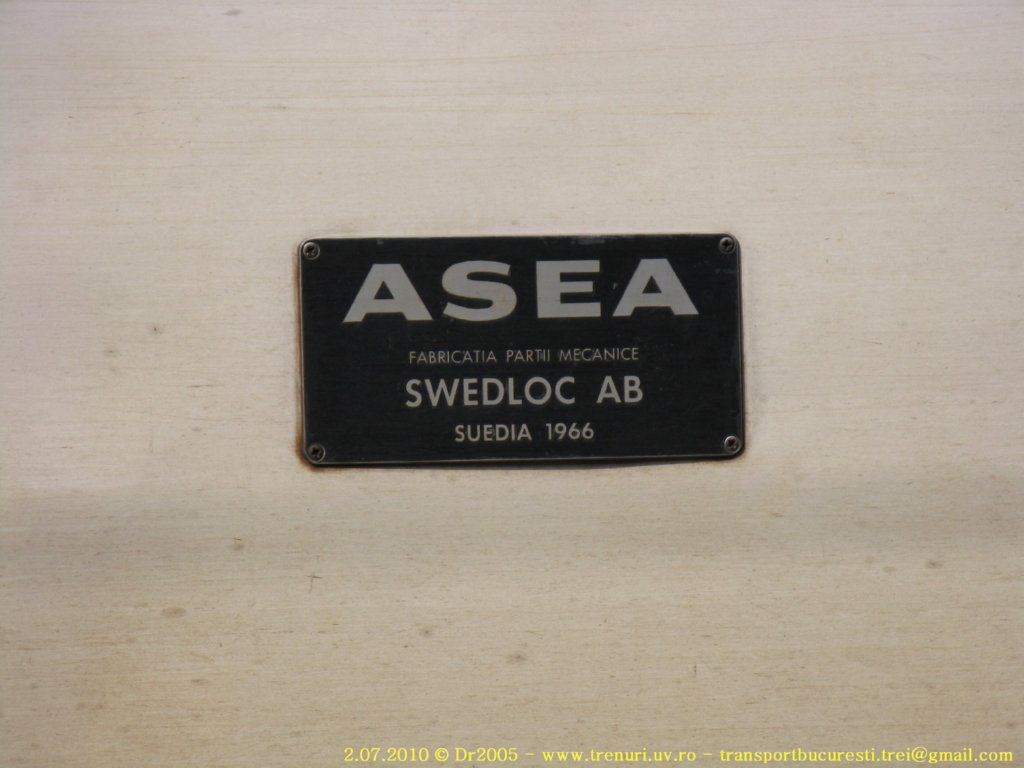 ASEA
FABRICATIA PARTII MECANICE
SWEDLOC AB
SUEDIA 1966
2.07.2010 © Dr2005 - www.trenuri.uv.ro - transportbucuresti.trei@gmail.com